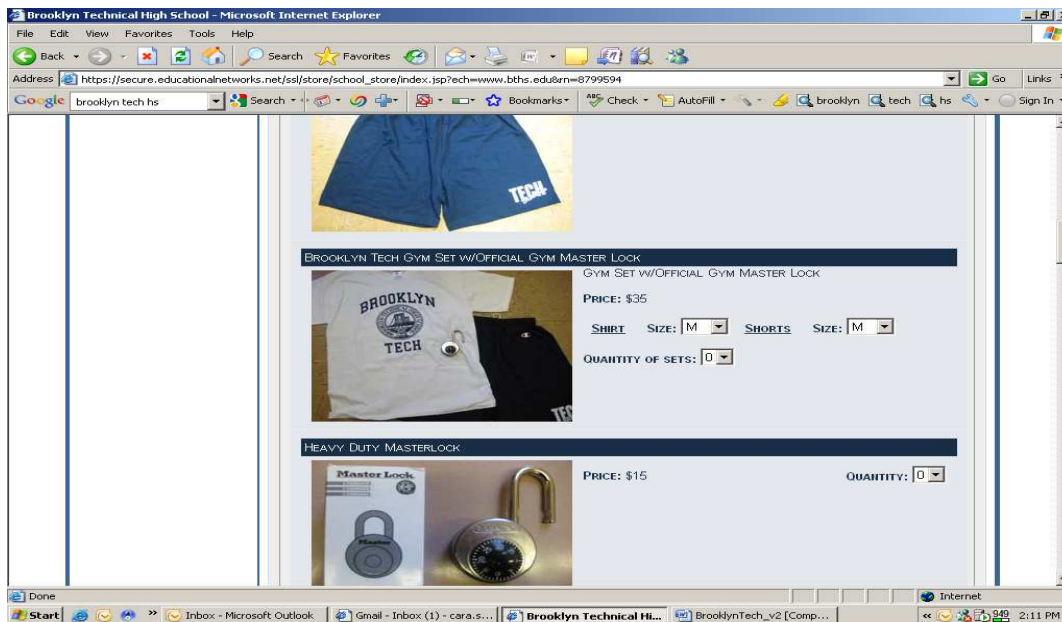 Brooklyn Technical High School - Microsoft Internet Explorer
File Edit View Favorites Tools Help
Back Search Favorites
Address https://secure.educationalnetworks.net/ssl/store/school_store/index.jsp?ech=www.bths.edu&rn=8799594 Go Links
Google brooklyn tech hs Search Bookmarks Check AutoFill brooklyn tech hs Sign In
TECH
BROOKLYN TECH GYM SET W/OFFICIAL GYM MASTER LOCK
GYM SET W/OFFICIAL GYM MASTER LOCK
PRICE: $35
SHIRT SIZE: M SHORTS SIZE: M
QUANTITY OF SETS: 0
BROOKLYN
TECH
HEAVY DUTY MASTERLOCK
PRICE: $15 QUANTITY: 0
Master Lock
Master
Done Internet
Start Inbox - Microsoft Outlook Gmail - Inbox (1) - cara.s... Brooklyn Technical Hi... BrooklynTech_v2 [Comp... 949 2:11 PM